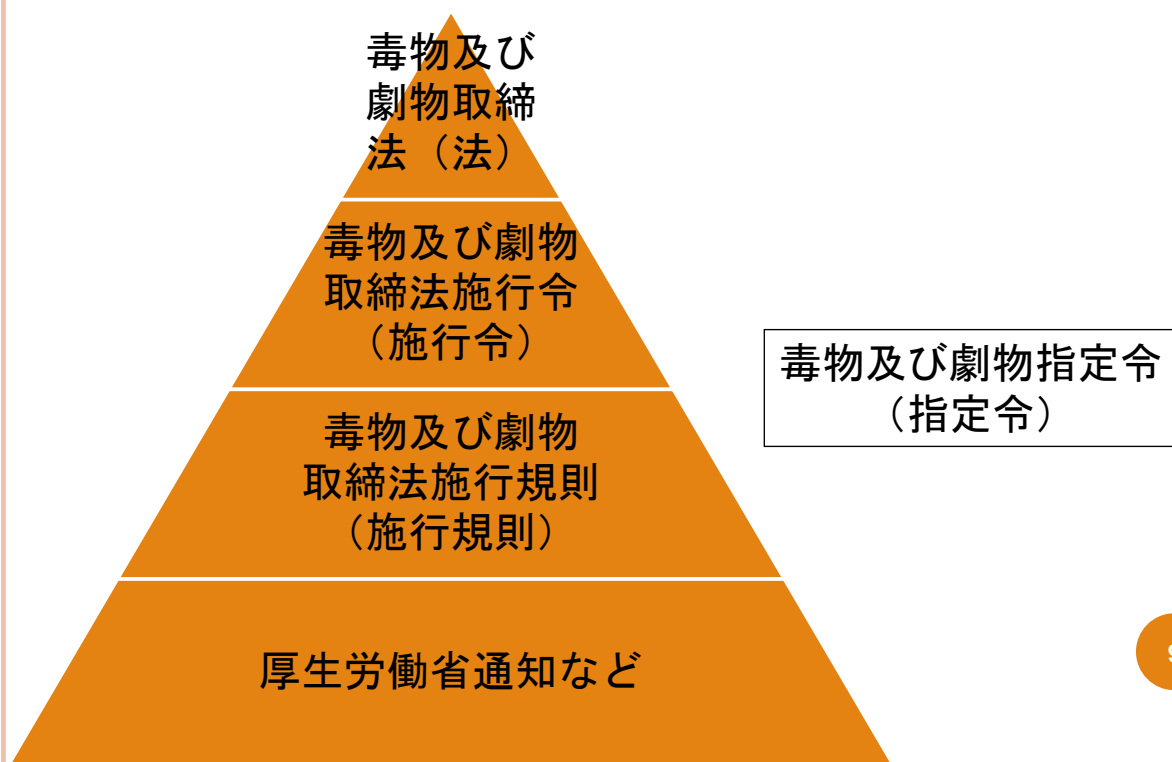 毒物及び
劇物取締
法（法）
毒物及び劇物
取締法施行令
（施行令）
毒物及び劇物
取締法施行規則
（施行規則）
厚生労働省通知など
毒物及び劇物指定令
（指定令）